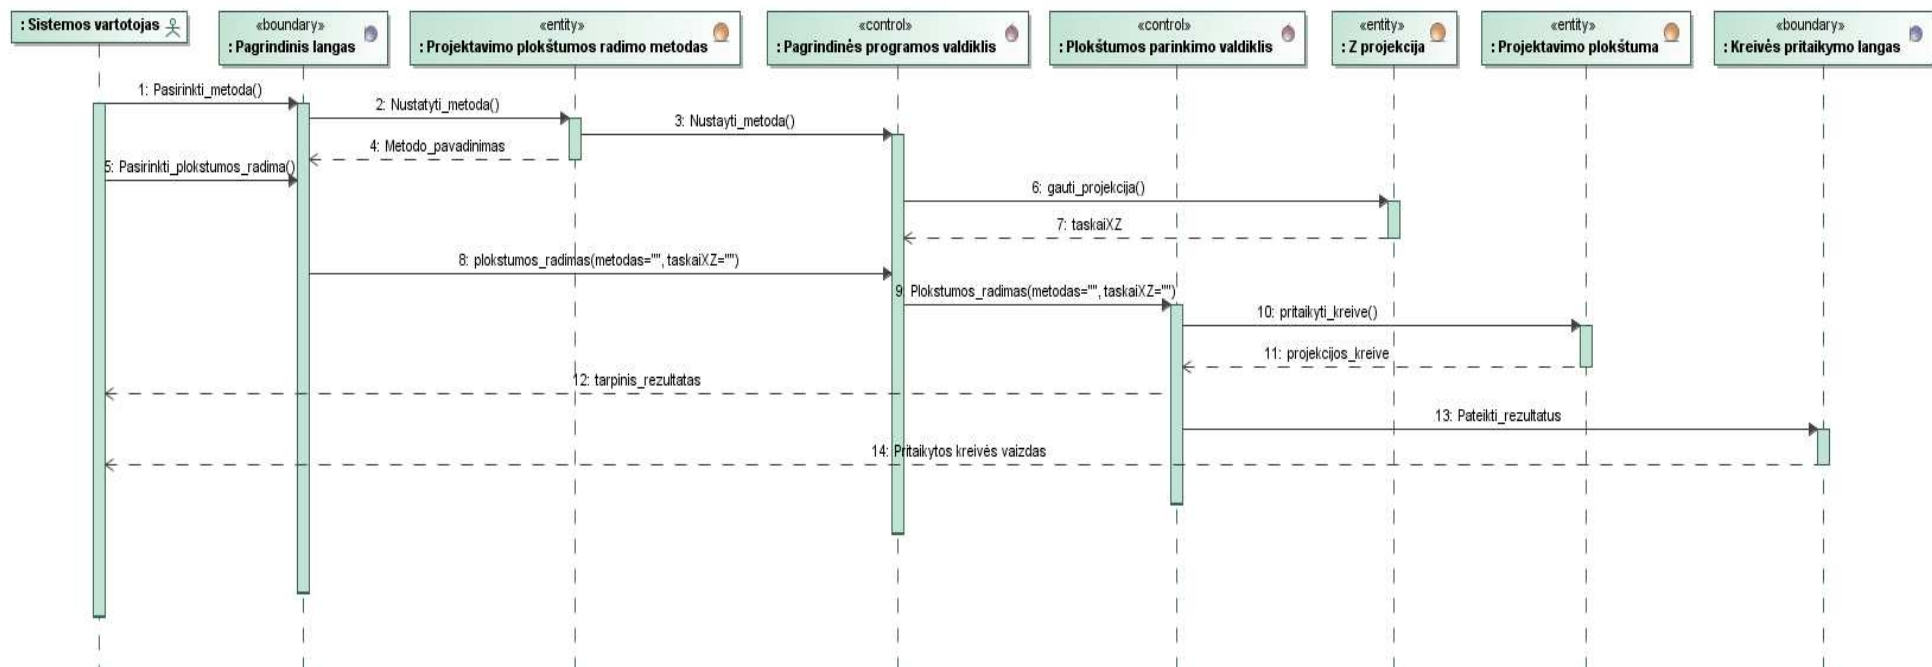 : Sistemos vartotojas
«boundary»
: Pagrindinis langas
«entity»
: Projektavimo plokštumos radimo metodas
«control»
: Pagrindinės programos valdiklis
«control»
: Plokštumos parinkimo valdiklis
«entity»
: Z projekcija
«entity»
: Projektavimo plokštuma
«boundary»
: Kreivės pritaikymo langas
1: Pasirinkti_metoda()
2: Nustatyti_metoda()
3: Nustayti_metoda()
4: Metodo_pavadinimas
5: Pasirinkti_plokstumos_radima()
6: gauti_projekcija()
7: taskaiXZ
8: plokstumos_radimas(metodas="", taskaiXZ="")
9: Plokstumos_radimas(metodas="", taskaiXZ="")
10: pritaikyti_kreive()
11: projekcijos_kreive
12: tarpinis_rezultatas
13: Pateikti_rezultatus
14: Pritaikytos kreivės vaizdas